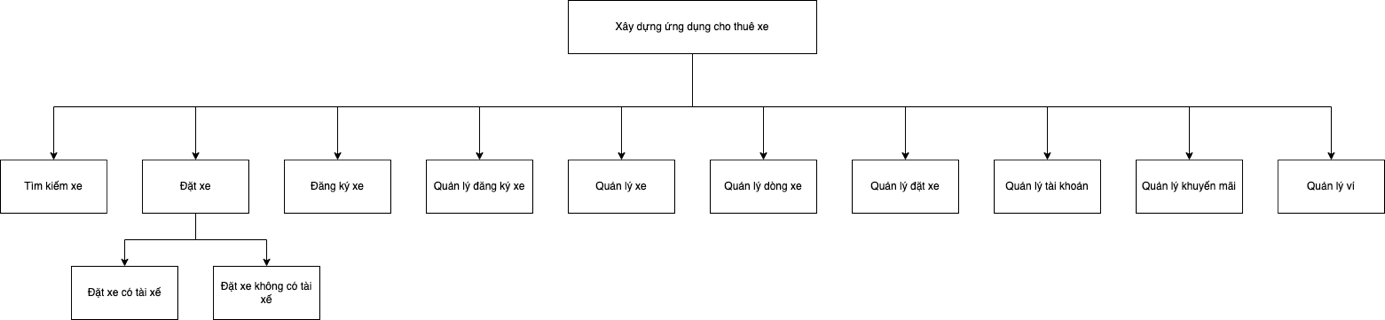 Xây dựng ứng dụng cho thuê xe
Tìm kiếm xe
Đặt xe
Đăng ký xe
Quản lý đăng ký xe
Quản lý xe
Quản lý dòng xe
Quản lý đặt xe
Quản lý tài khoản
Quản lý khuyến mãi
Quản lý ví
Đặt xe có tài xế
Đặt xe không có tài
xế